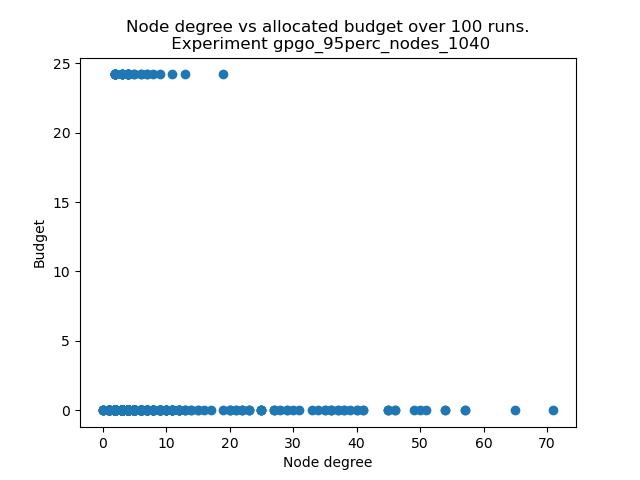 Node degree vs allocated budget over 100 runs.
Experiment gpgo_95perc_nodes_1040
25
20
15
10
5
0
Budget
0 10 20 30 40 50 60 70
Node degree